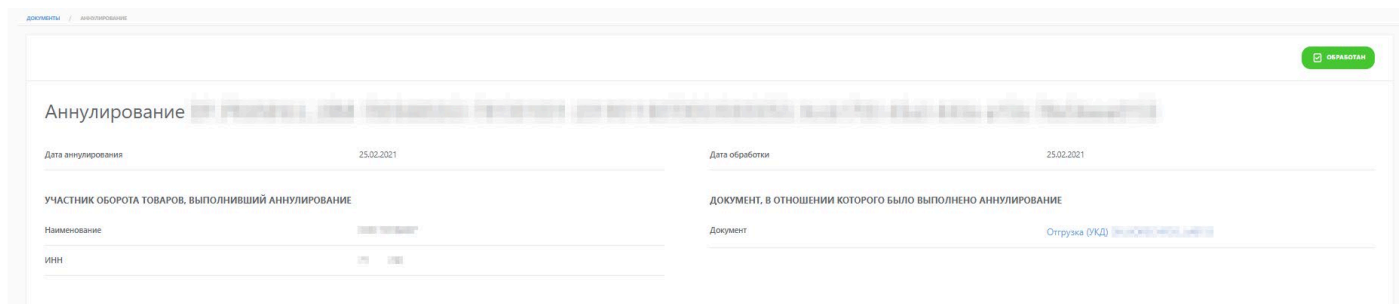 ДОКУМЕНТЫ / АННУЛИРОВАНИЕ
ОБРАБОТАН
Аннулирование
Дата аннулирования 25.02.2021
Дата обработки 25.02.2021
УЧАСТНИК ОБОРОТА ТОВАРОВ, ВЫПОЛНИВШИЙ АННУЛИРОВАНИЕ
ДОКУМЕНТ, В ОТНОШЕНИИ КОТОРОГО БЫЛО ВЫПОЛНЕНО АННУЛИРОВАНИЕ
Наименование
Документ Отгрузка (УКД)
ИНН